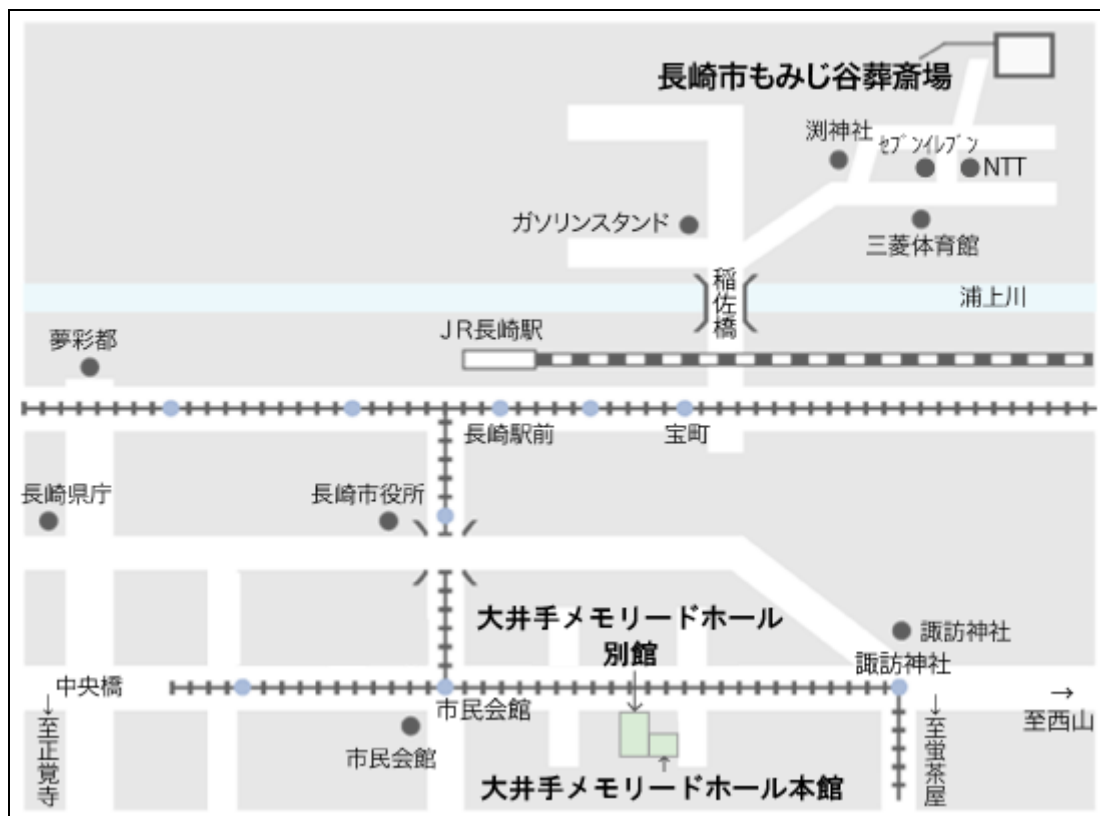 長崎市もみじ谷葬斎場
渕神社
ｾﾌﾞﾝｲﾚﾌﾞﾝ
NTT
ガソリンスタンド
三菱体育館
稲佐橋
浦上川
JR長崎駅
夢彩都
長崎駅前
宝町
長崎県庁
長崎市役所
大井手メモリードホール
別館
諏訪神社
諏訪神社
中央橋
市民会館
→
至西山
←至正覚寺
市民会館
←至蛍茶屋
大井手メモリードホール本館